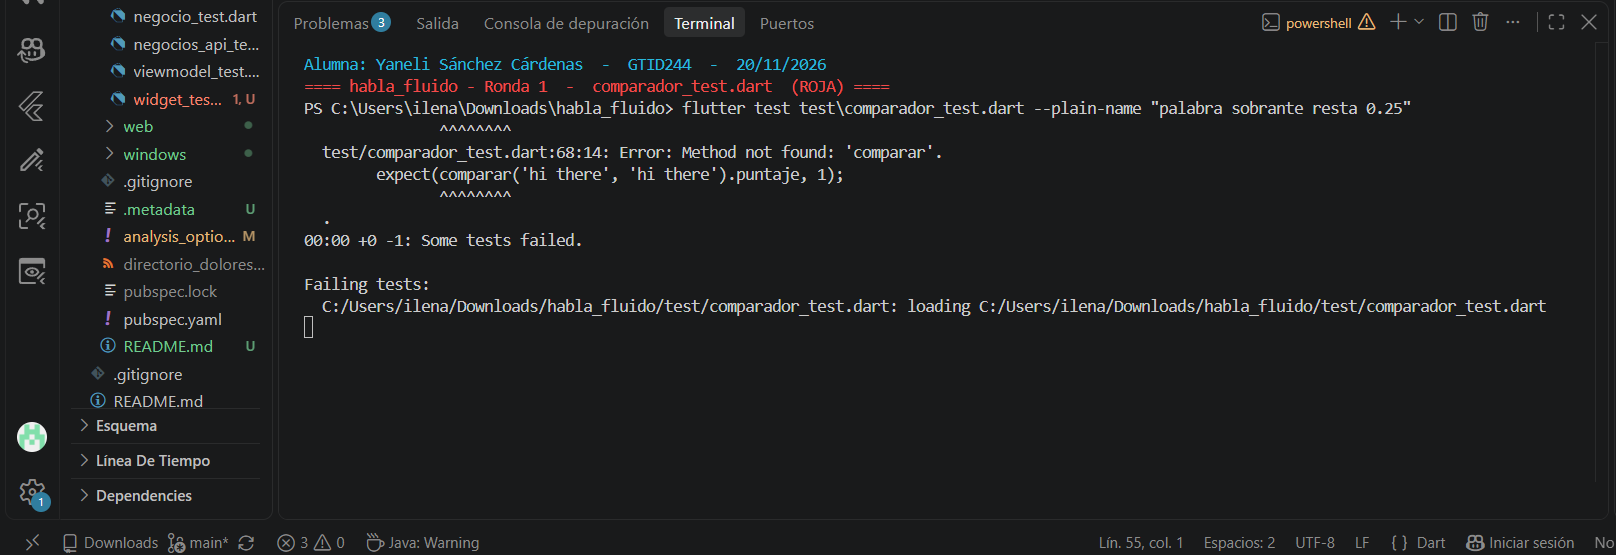 negocio_test.dart
negocios_api_te...
viewmodel_test....
widget_tes... 1, U
web
windows
.gitignore
.metadata U
! analysis_optio... M
directorio_dolores...
pubspec.lock
! pubspec.yaml
README.md U
.gitignore
README.md
Esquema
Línea De Tiempo
Dependencies
1
Problemas 3 Salida Consola de depuración Terminal Puertos
powershell
Alumna: Yaneli Sánchez Cárdenas - GTID244 - 20/11/2026
==== habla_fluido - Ronda 1 - comparador_test.dart (ROJA) ====
PS C:\Users\ilena\Downloads\habla_fluido> flutter test test\comparador_test.dart --plain-name "palabra sobrante resta 0.25"
^^^^^^^^
test/comparador_test.dart:68:14: Error: Method not found: 'comparar'.
expect(comparar('hi there', 'hi there').puntaje, 1);
^^^^^^^^
.
00:00 +0 -1: Some tests failed.
Failing tests:
C:/Users/ilena/Downloads/habla_fluido/test/comparador_test.dart: loading C:/Users/ilena/Downloads/habla_fluido/test/comparador_test.dart
Downloads main* 3 0 Java: Warning
Lín. 55, col. 1 Espacios: 2 UTF-8 LF { } Dart Iniciar sesión No